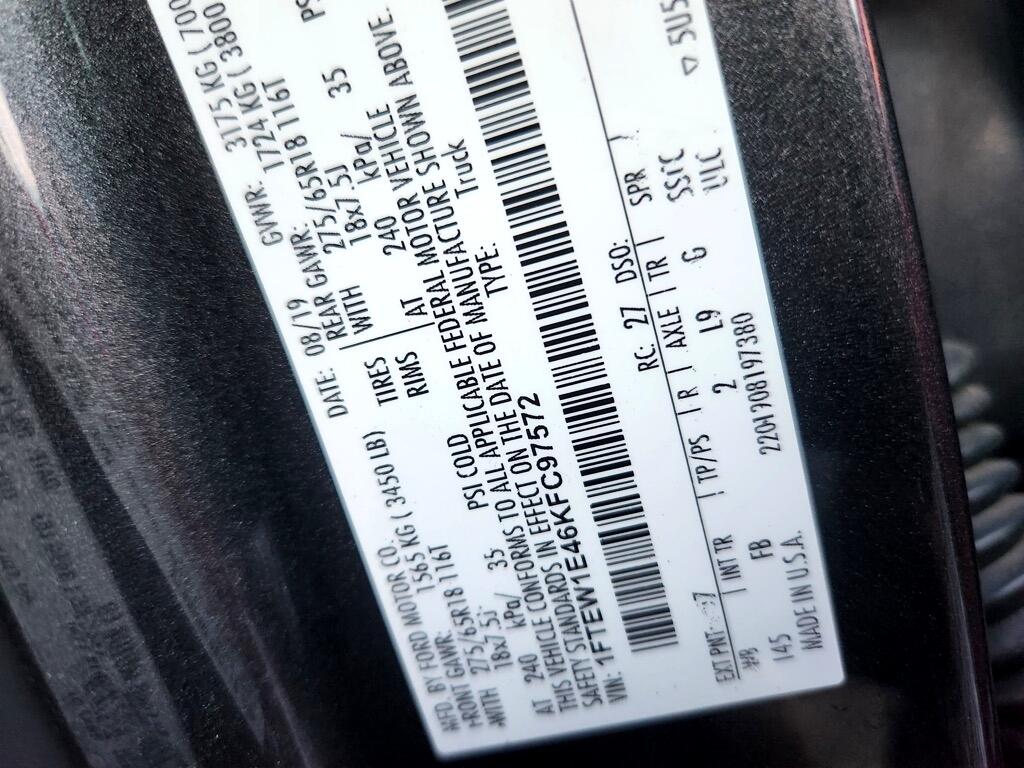 MFD. BY FORD MOTOR CO.
DATE: 08/19 GVWR: 3175 KG (700
FRONT GAWR: 1565 KG ( 3450 LB) REAR GAWR: 1724 KG ( 3800
275/65R18 116T TIRES 275/65R18 116T
WITH 18x7.5J RIMS WITH 18x7.5J
AT 240 kPa/ 35 PSI COLD AT 240 kPa/ 35 PS
THIS VEHICLE CONFORMS TO ALL APPLICABLE FEDERAL MOTOR VEHICLE
SAFETY STANDARDS IN EFFECT ON THE DATE OF MANUFACTURE SHOWN ABOVE.
VIN: 1FTEW1E46KFC97572 TYPE: Truck
EXT PNT: RC: 27 DSO:
INT TR TP/PS R AXLE TR SPR
FB 2 L9 G
145
MADE IN U.S.A. 22041908197380
▽ 5U5